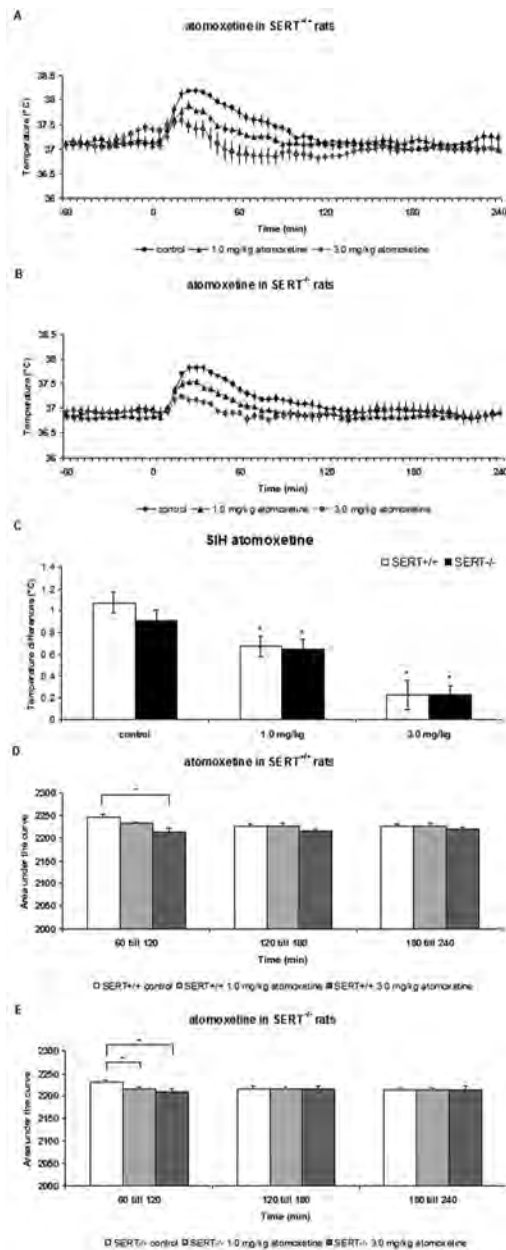 A
atomoxetine in SERT+/+ rats
Temperature (°C)
38.5
38
37.5
37
36.5
36
-60 0 60 120 180 240
Time (min)
control 1.0 mg/kg atomoxetine 3.0 mg/kg atomoxetine
B
atomoxetine in SERT-/- rats
Temperature (°C)
38.5
38
37.5
37
36.5
36
-60 0 60 120 180 240
Time (min)
control 1.0 mg/kg atomoxetine 3.0 mg/kg atomoxetine
C
SIH atomoxetine
SERT+/+ SERT-/-
Temperature differences (°C)
1.4
1.2
1
0.8
0.6
0.4
0.2
0
* * * *
control 1.0 mg/kg 3.0 mg/kg
D
atomoxetine in SERT+/+ rats
Area under the curve
2300
2250
2200
2150
2100
2050
2000
60 till 120 120 till 180 180 till 240
Time (min)
SERT+/+ control SERT+/+ 1.0 mg/kg atomoxetine SERT+/+ 3.0 mg/kg atomoxetine
E
atomoxetine in SERT-/- rats
Area under the curve
2300
2250
2200
2150
2100
2050
2000
60 till 120 120 till 180 180 till 240
Time (min)
SERT-/- control SERT-/- 1.0 mg/kg atomoxetine SERT-/- 3.0 mg/kg atomoxetine